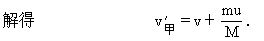 解得 v′甲 = v + mu/M .